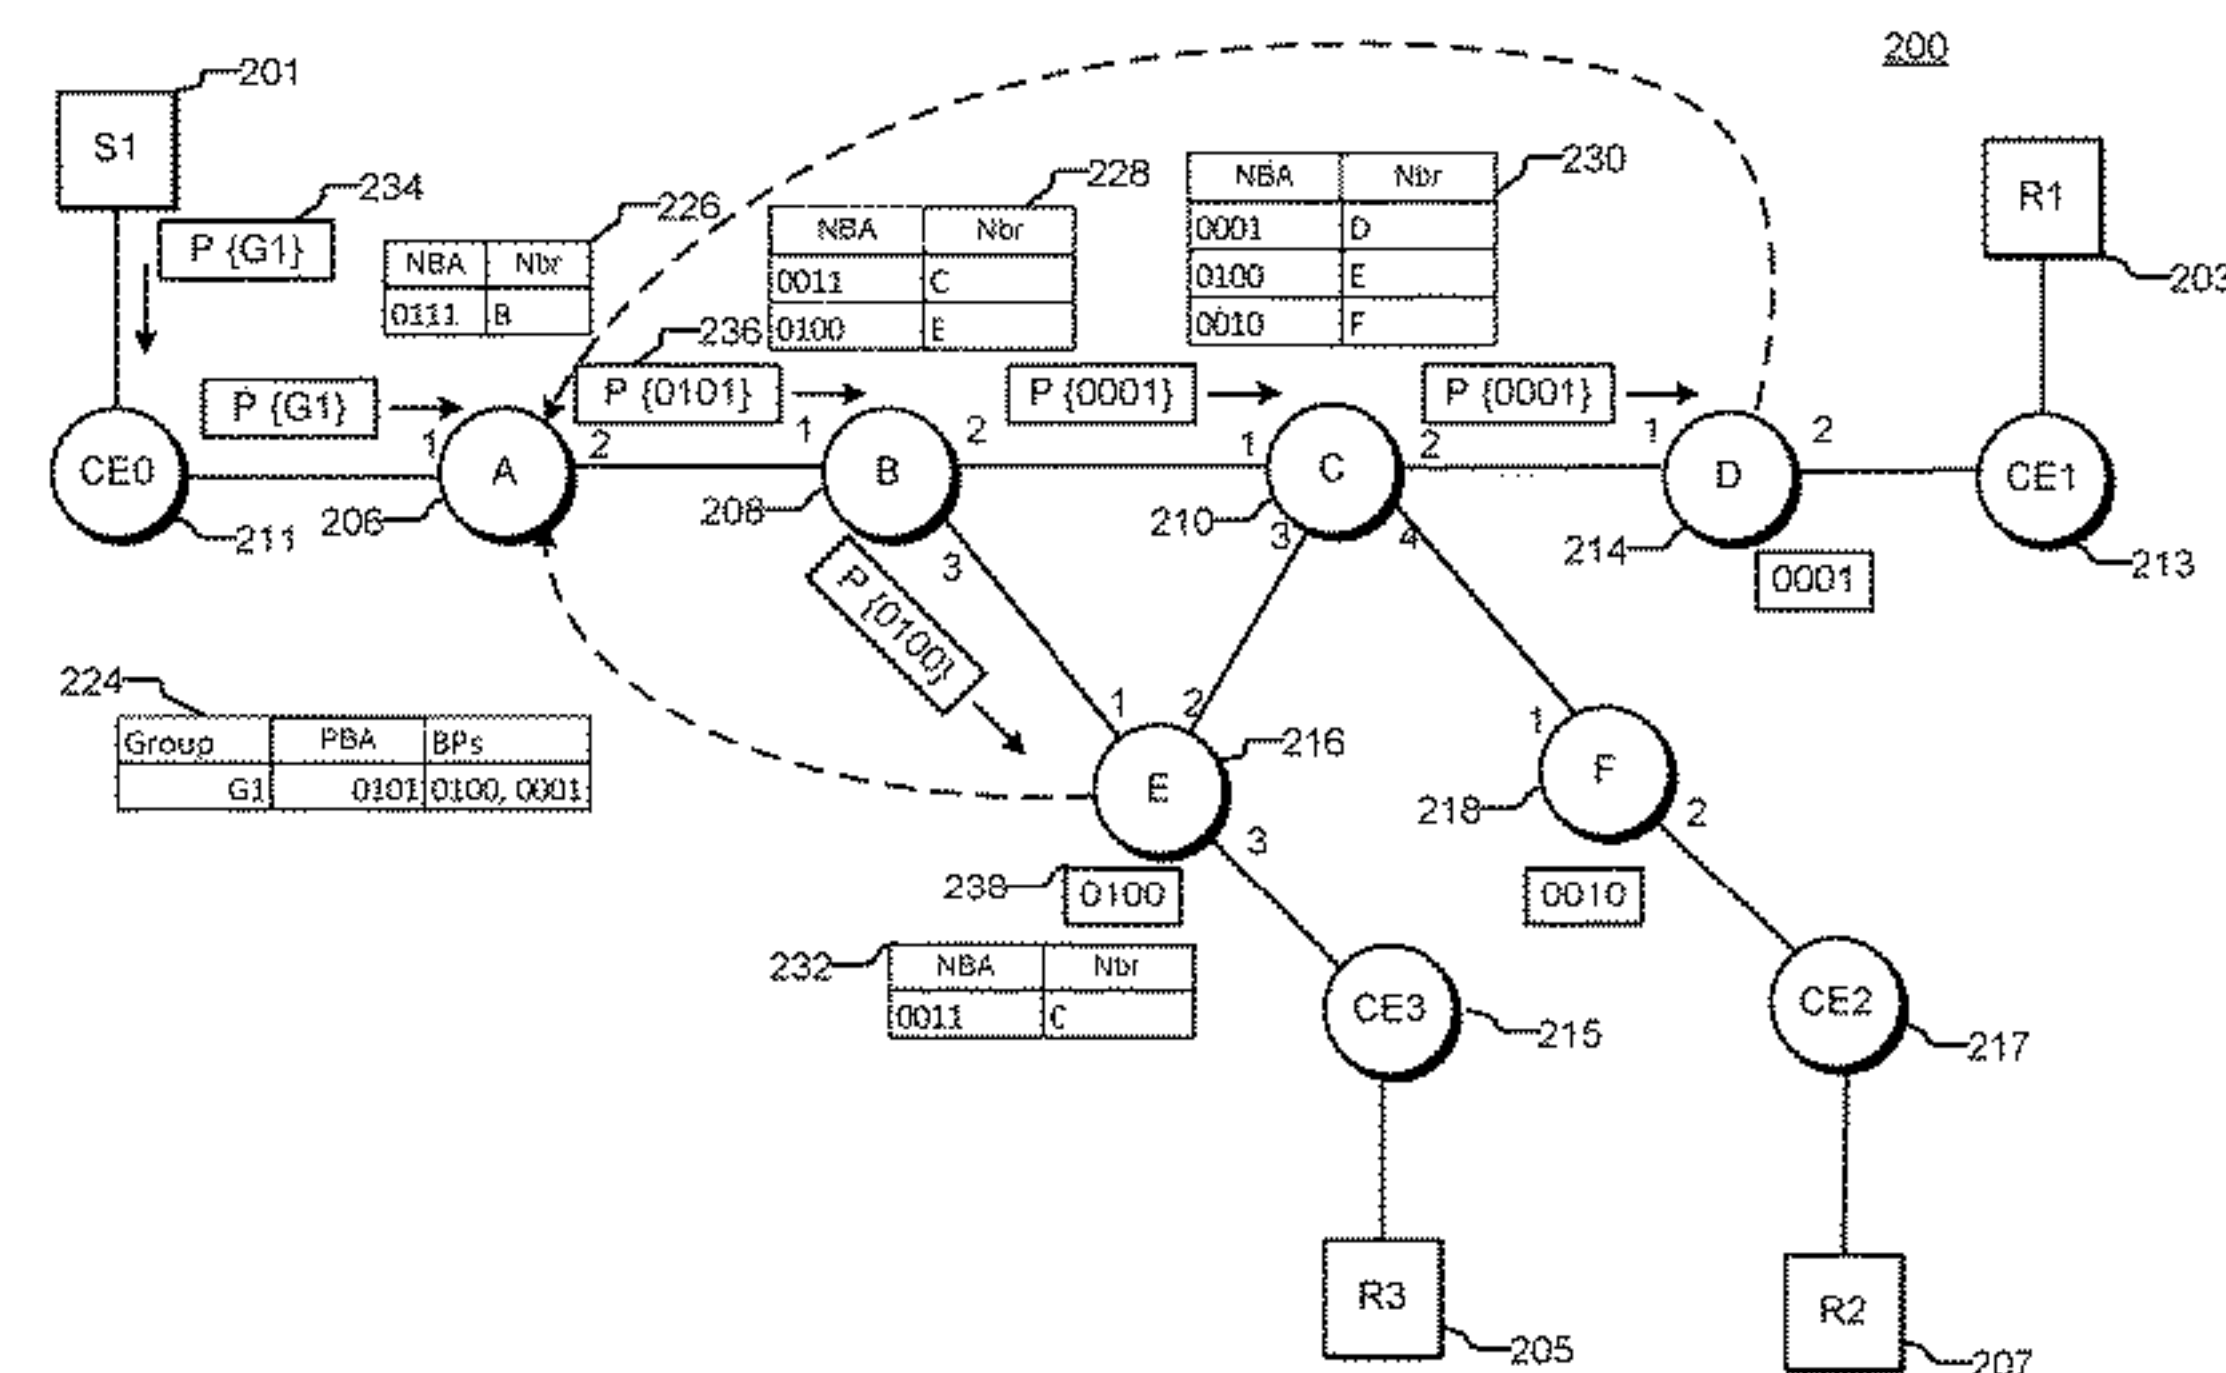 200
201
S1
234
P {G1}
226
NBA Nbr
0111 B
228
NBA Nbr
0011 C
0100 E
230
NBA Nbr
0001 D
0100 E
0010 F
R1
203
236
P {G1}
P {0101}
P {0001}
P {0001}
CE0
211
1
A
2
206
1
B
2
3
208
1
C
2
3
4
210
1
D
2
214
0001
CE1
213
P {0100}
224
Group PBA BPs
G1 0101 0100, 0001
1
2
E
3
216
238
0100
232
NBA Nbr
0011 C
1
F
2
218
0010
CE3
215
CE2
217
R3
205
R2
207